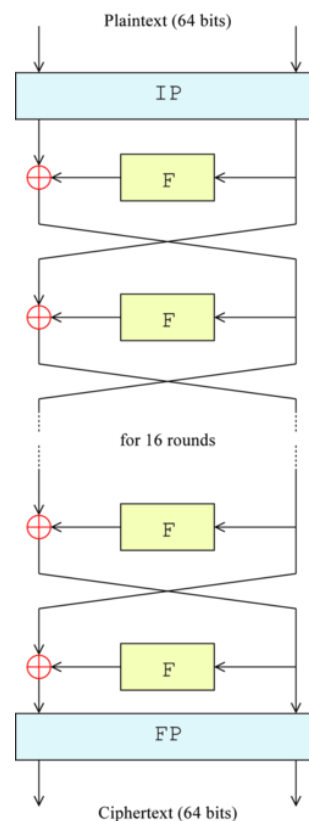 Plaintext (64 bits)
IP
F
F
for 16 rounds
F
F
FP
Ciphertext (64 bits)